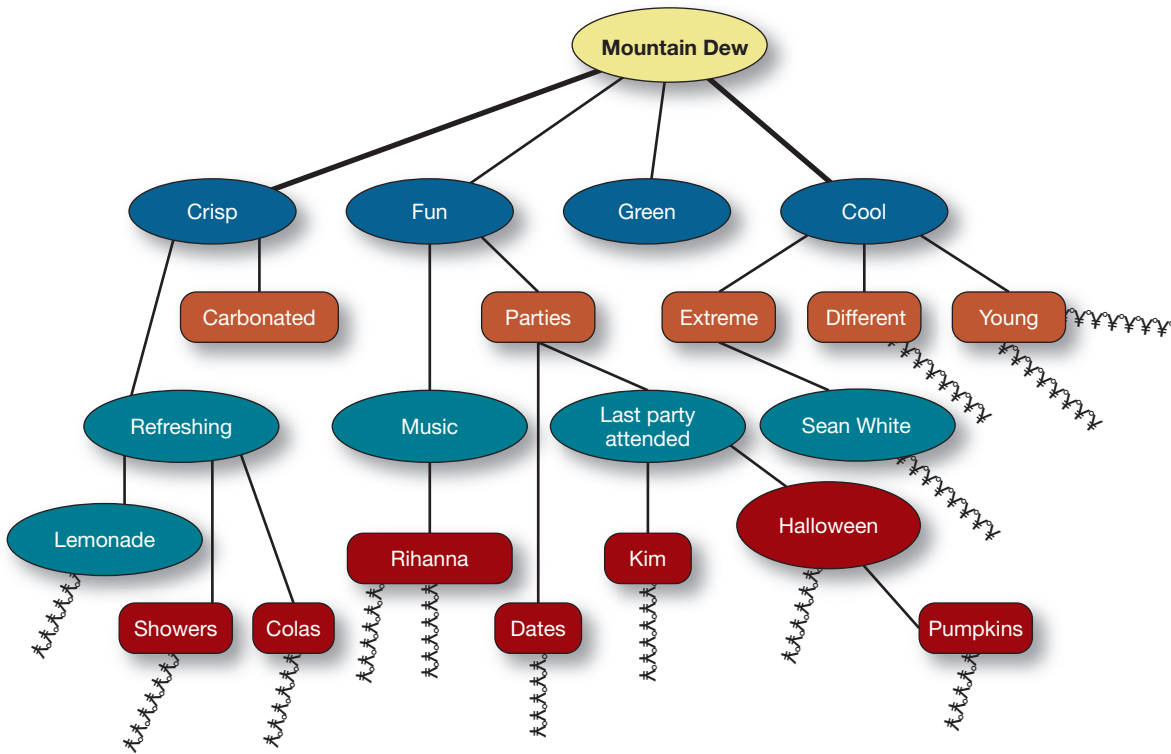 Mountain Dew
Crisp
Fun
Green
Cool
Carbonated
Parties
Extreme
Different
Young
Refreshing
Music
Last party
attended
Sean White
Lemonade
Rihanna
Kim
Halloween
Showers
Colas
Dates
Pumpkins